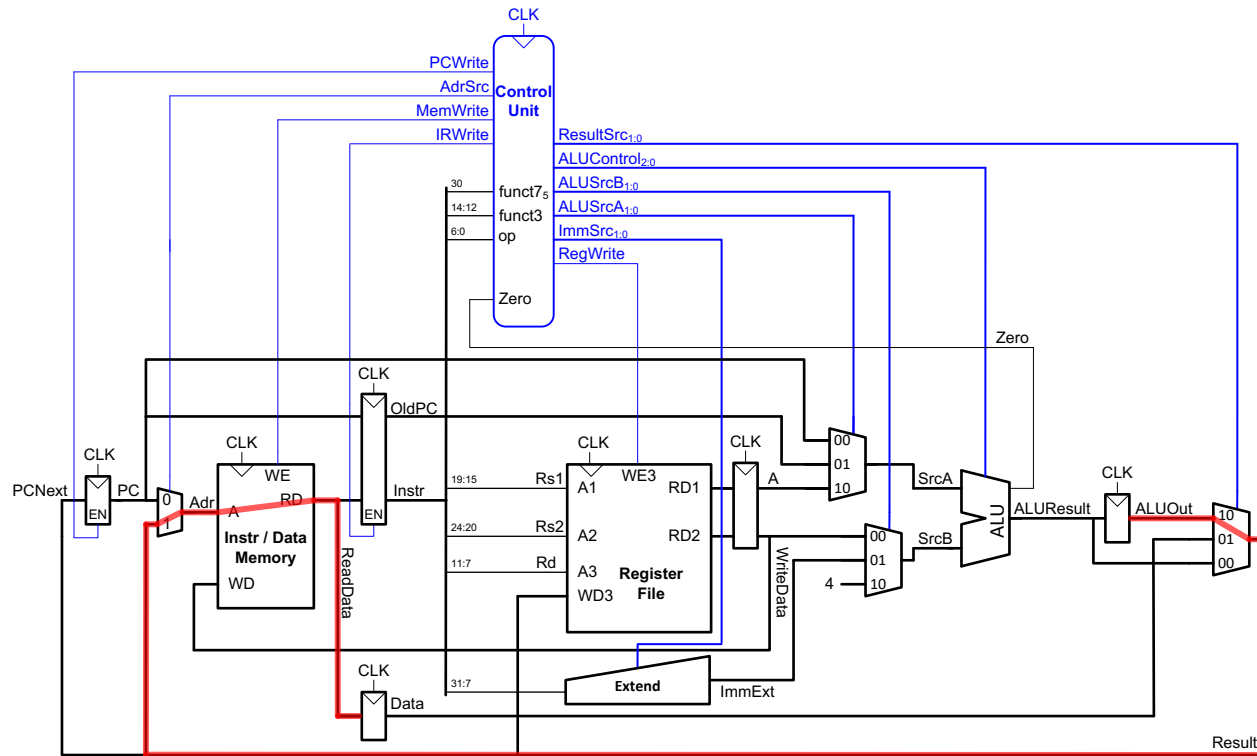 CLK
PCWrite
AdrSrc
MemWrite
IRWrite
Control
Unit
ResultSrc1:0
ALUControl2:0
ALUSrcB1:0
ALUSrcA1:0
ImmSrc1:0
RegWrite
30
funct75
14:12
funct3
6:0
op
Zero
Zero
CLK
OldPC
CLK
CLK
CLK
CLK
CLK
PCNext
PC
EN
0
1
Adr
WE
A
RD
Instr / Data
Memory
WD
EN
Instr
ReadData
19:15
Rs1
A1
24:20
Rs2
A2
11:7
Rd
A3
WD3
WE3
RD1
RD2
Register
File
A
WriteData
00
01
10
00
01
10
4
SrcA
SrcB
ALU
ALUResult
ALUOut
10
01
00
31:7
Extend
ImmExt
CLK
Data
Result